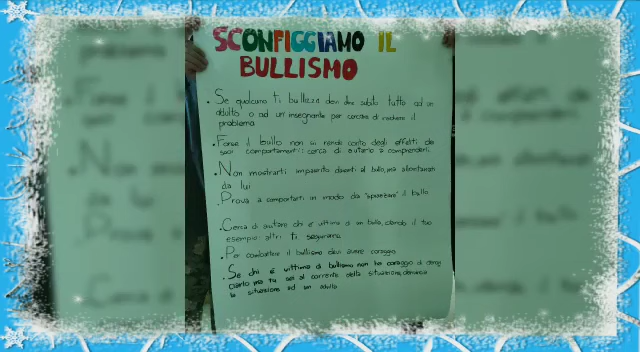 SCONFIGGIAMO IL
BULLISMO
. Se qualcuno ti bullizza devi dire subito tutto ad un
adulto o ad un'insegnante per cercare di risolvere il
problema
. Forse il bullo non si rende conto degli effetti dei
suoi comportamenti: cerca di aiutarlo a comprenderli.
. Non mostrarti impaurito davanti al bullo, ma allontanati
da lui
. Prova a comportarti in modo da "spiazzare" il bullo
. Cerca di aiutare chi è vittima di un bullo, dando il tuo
esempio altri ti seguiranno.
. Per combattere il bullismo devi avere coraggio
. Se chi è vittima di bullismo non ha coraggio di denun
ciarlo, ma tu sei al corrente della situazione, denuncia
la situazione ad un adulto